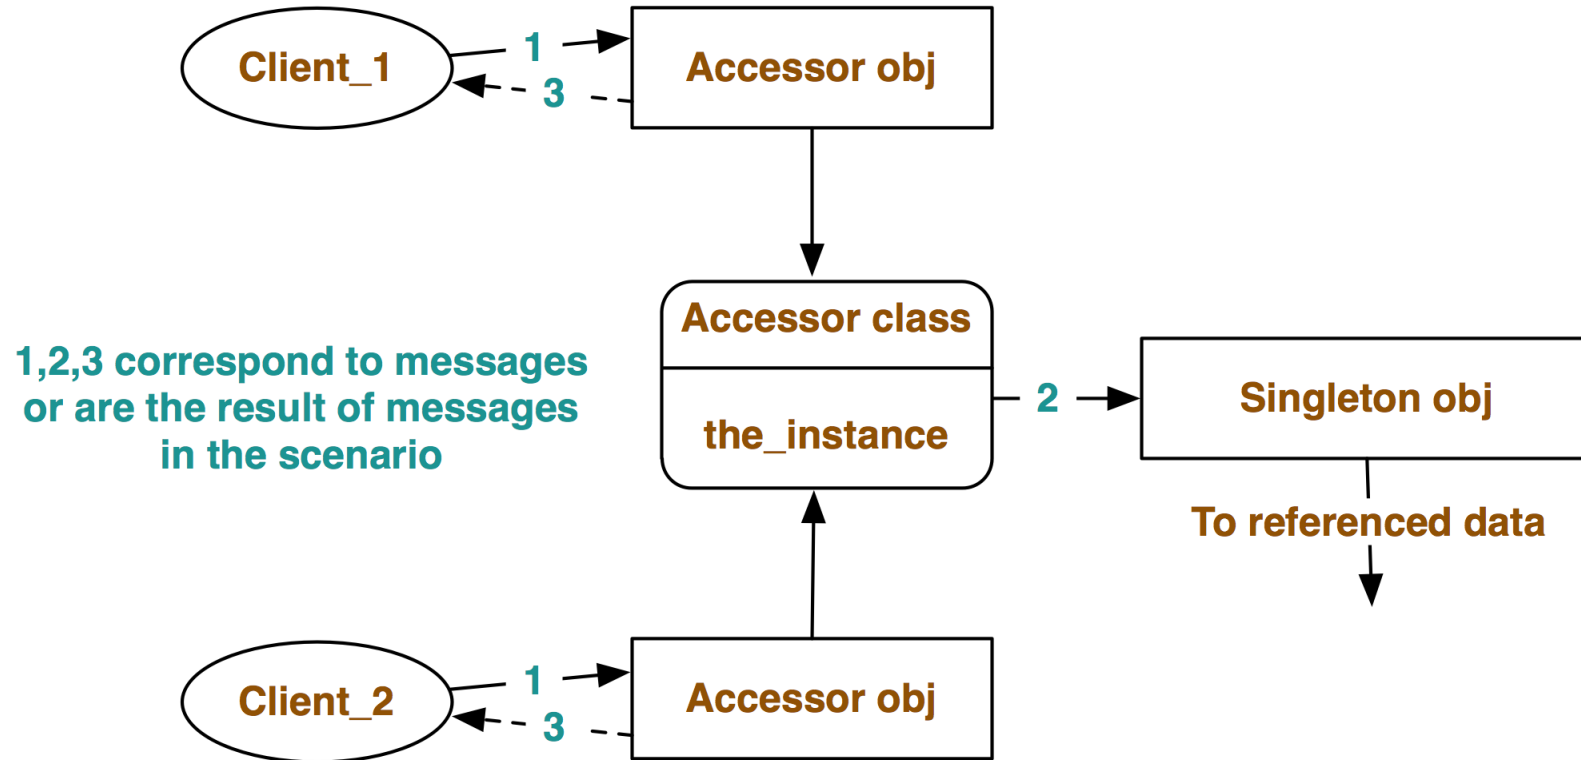 Client_1
1
3
Accessor obj
Accessor class
the_instance
1,2,3 correspond to messages
or are the result of messages
in the scenario
2
Singleton obj
To referenced data
Client_2
1
3
Accessor obj